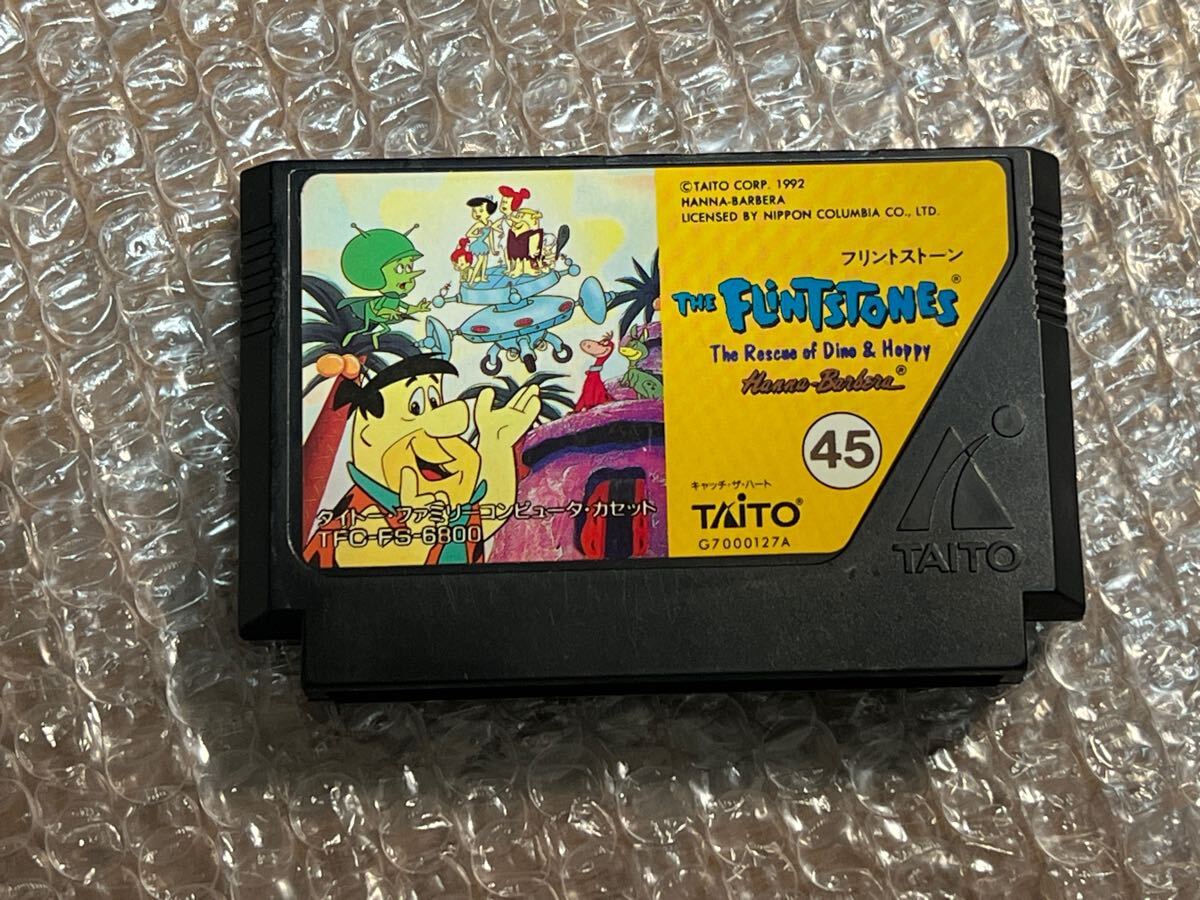 ©TAITO CORP. 1992
HANNA-BARBERA
LICENSED BY NIPPON COLUMBIA CO., LTD.
フリントストーン
THE FLINTSTONES®
The Rescue of Dino & Hoppy
Hanna-Barbera®
45
キャッチ・ザ・ハート
TAITO®
G7000127A
タイトー・ファミリーコンピュータ・カセット
TFC-FS-6800
TAITO